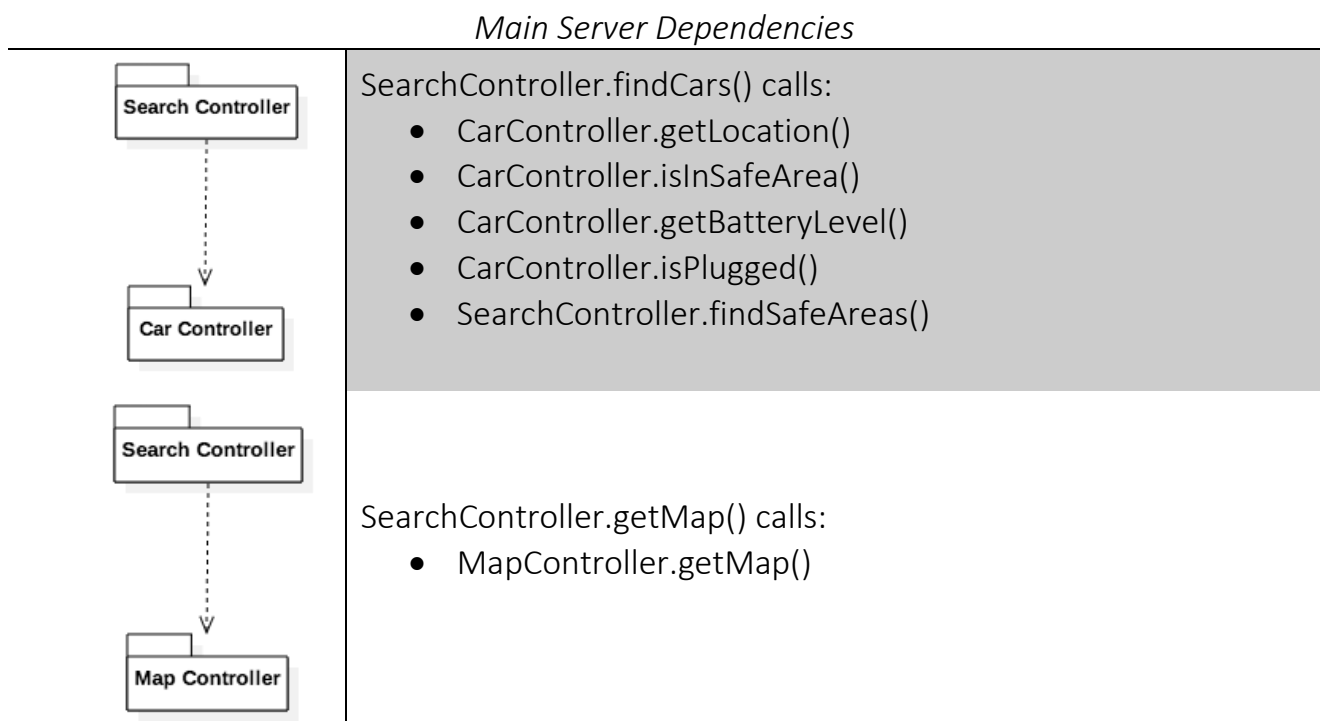 Main Server Dependencies
Search Controller
Car Controller
SearchController.findCars() calls:
• CarController.getLocation()
• CarController.isInSafeArea()
• CarController.getBatteryLevel()
• CarController.isPlugged()
• SearchController.findSafeAreas()
Search Controller
Map Controller
SearchController.getMap() calls:
• MapController.getMap()